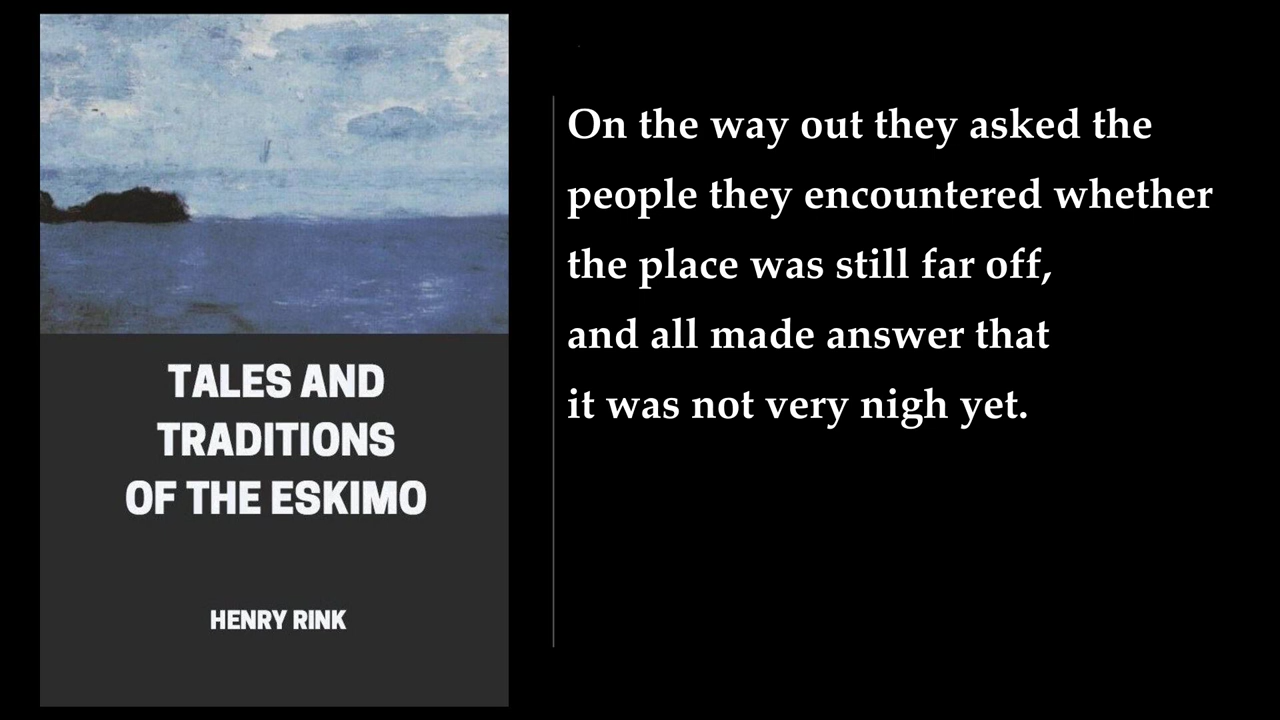 TALES AND
TRADITIONS
OF THE ESKIMO
HENRY RINK
On the way out they asked the
people they encountered whether
the place was still far off,
and all made answer that
it was not very nigh yet.